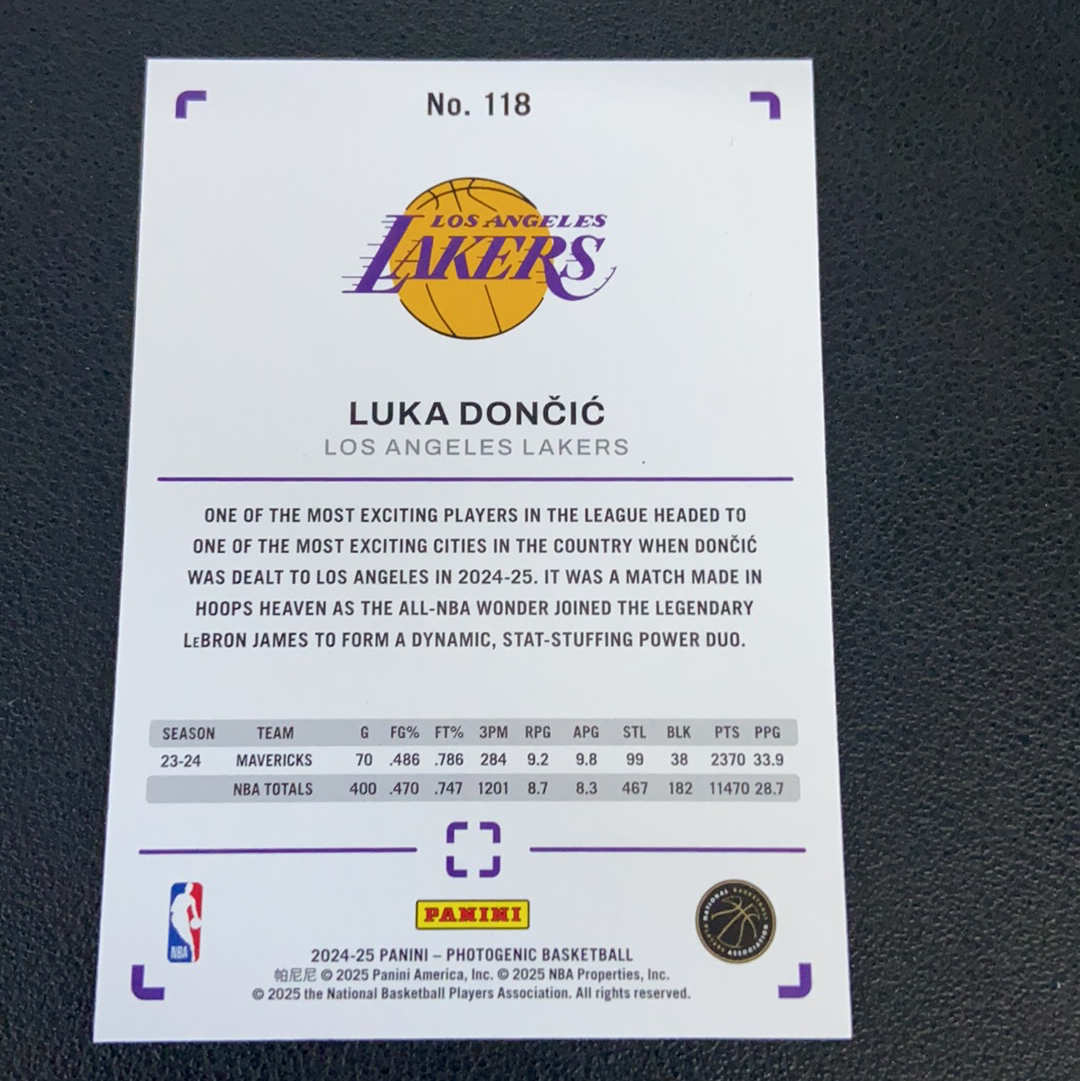 No. 118
LOS ANGELES
LAKERS
LUKA DONČIĆ
LOS ANGELES LAKERS
ONE OF THE MOST EXCITING PLAYERS IN THE LEAGUE HEADED TO
ONE OF THE MOST EXCITING CITIES IN THE COUNTRY WHEN DONČIĆ
WAS DEALT TO LOS ANGELES IN 2024-25. IT WAS A MATCH MADE IN
HOOPS HEAVEN AS THE ALL-NBA WONDER JOINED THE LEGENDARY
LeBRON JAMES TO FORM A DYNAMIC, STAT-STUFFING POWER DUO.
SEASON TEAM G FG% FT% 3PM RPG APG STL BLK PTS PPG
23-24 MAVERICKS 70 .486 .786 284 9.2 9.8 99 38 2370 33.9
NBA TOTALS 400 .470 .747 1201 8.7 8.3 467 182 11470 28.7
NBA
PANINI
NATIONAL BASKETBALL PLAYERS ASSOCIATION
2024-25 PANINI – PHOTOGENIC BASKETBALL
帕尼尼 © 2025 Panini America, Inc. © 2025 NBA Properties, Inc.
© 2025 the National Basketball Players Association. All rights reserved.